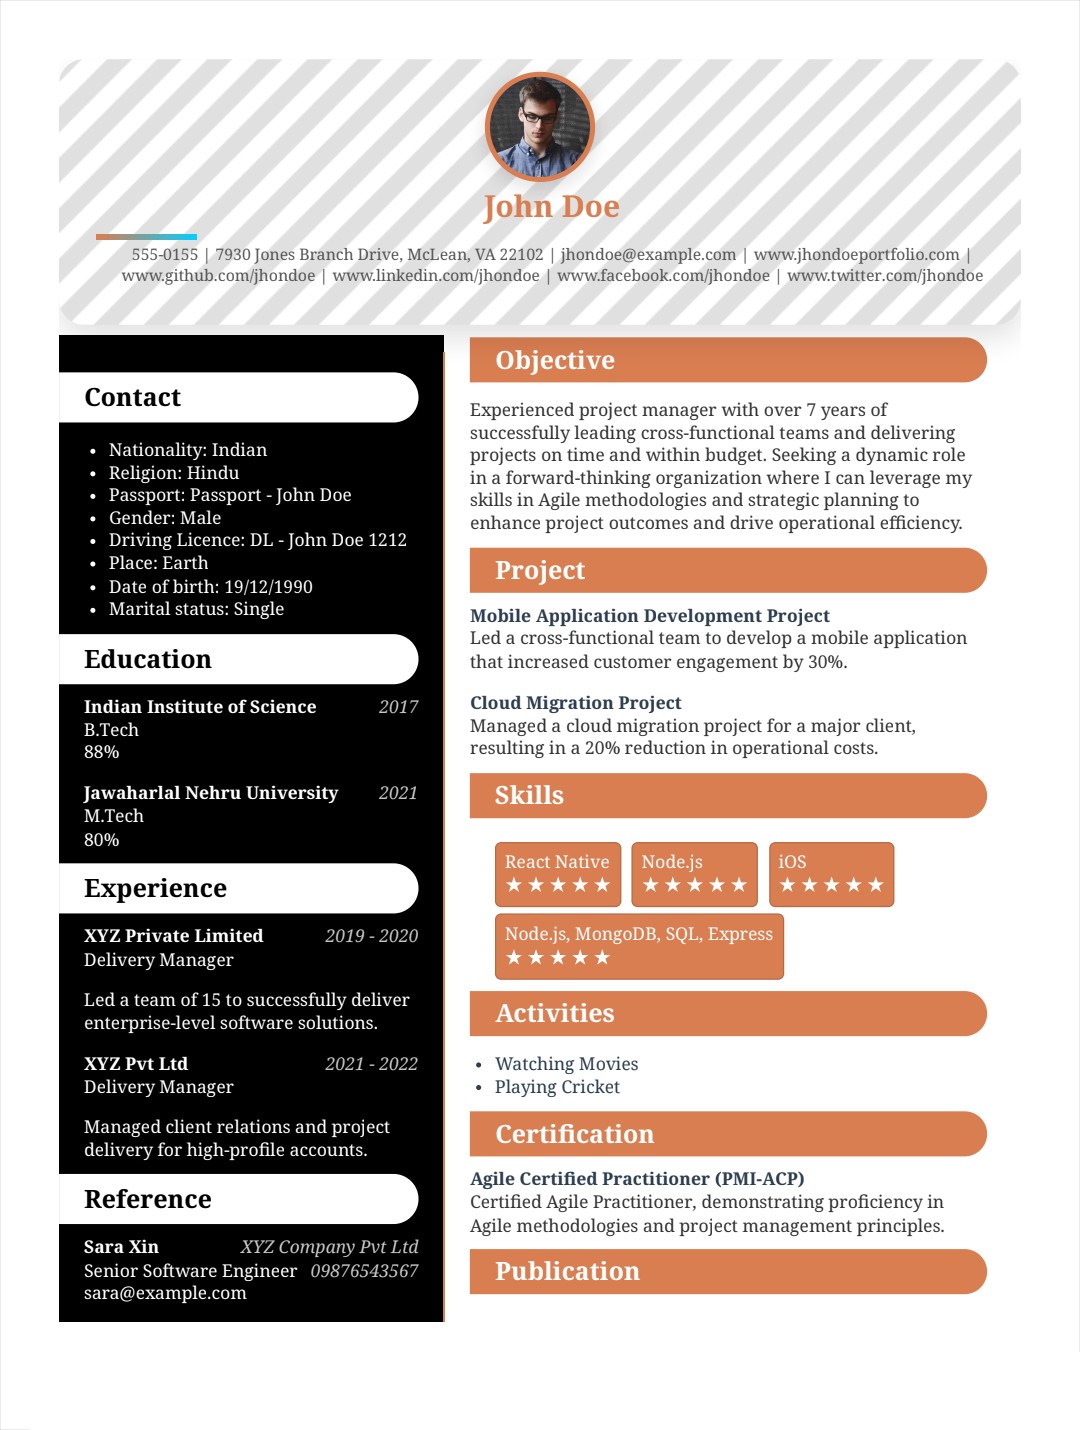 John Doe
555-0155 | 7930 Jones Branch Drive, McLean, VA 22102 | jhondoe@example.com | www.jhondoeportfolio.com |
www.github.com/jhondoe | www.linkedin.com/jhondoe | www.facebook.com/jhondoe | www.twitter.com/jhondoe
Contact
• Nationality: Indian
• Religion: Hindu
• Passport: Passport - John Doe
• Gender: Male
• Driving Licence: DL - John Doe 1212
• Place: Earth
• Date of birth: 19/12/1990
• Marital status: Single
Education
Indian Institute of Science 2017
B.Tech
88%
Jawaharlal Nehru University 2021
M.Tech
80%
Experience
XYZ Private Limited 2019 - 2020
Delivery Manager
Led a team of 15 to successfully deliver
enterprise-level software solutions.
XYZ Pvt Ltd 2021 - 2022
Delivery Manager
Managed client relations and project
delivery for high-profile accounts.
Reference
Sara Xin XYZ Company Pvt Ltd
Senior Software Engineer 09876543567
sara@example.com
Objective
Experienced project manager with over 7 years of
successfully leading cross-functional teams and delivering
projects on time and within budget. Seeking a dynamic role
in a forward-thinking organization where I can leverage my
skills in Agile methodologies and strategic planning to
enhance project outcomes and drive operational efficiency.
Project
Mobile Application Development Project
Led a cross-functional team to develop a mobile application
that increased customer engagement by 30%.
Cloud Migration Project
Managed a cloud migration project for a major client,
resulting in a 20% reduction in operational costs.
Skills
React Native
★★★★★
Node.js
★★★★★
iOS
★★★★★
Node.js, MongoDB, SQL, Express
★★★★★
Activities
• Watching Movies
• Playing Cricket
Certification
Agile Certified Practitioner (PMI-ACP)
Certified Agile Practitioner, demonstrating proficiency in
Agile methodologies and project management principles.
Publication